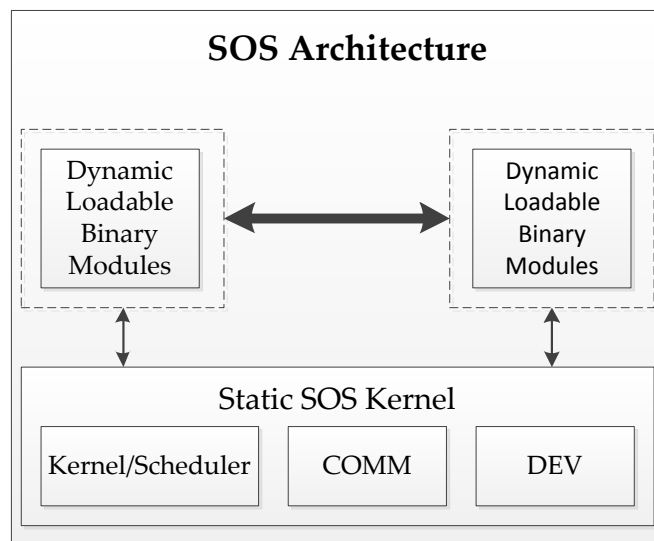 SOS Architecture
Dynamic
Loadable
Binary
Modules
Dynamic
Loadable
Binary
Modules
Static SOS Kernel
Kernel/Scheduler
COMM
DEV